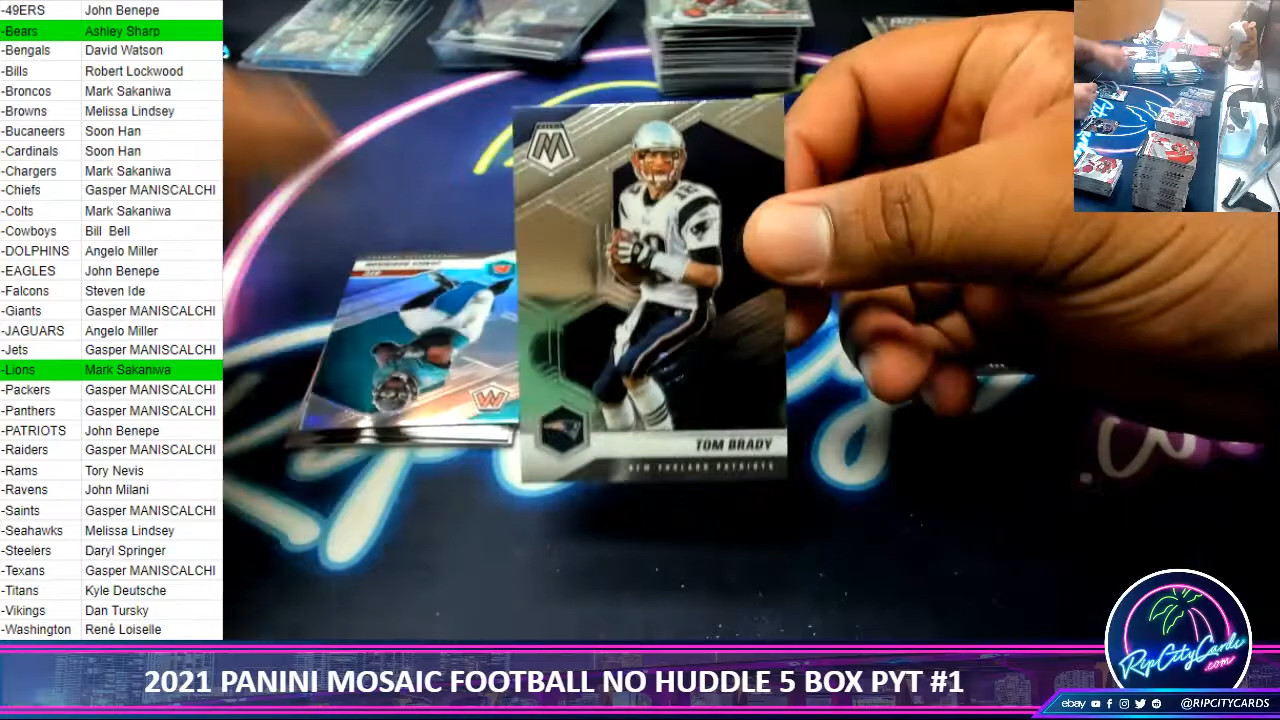 -49ERS John Benepe
-Bears Ashley Sharp
-Bengals David Watson
-Bills Robert Lockwood
-Broncos Mark Sakaniwa
-Browns Melissa Lindsey
-Bucaneers Soon Han
-Cardinals Soon Han
-Chargers Mark Sakaniwa
-Chiefs Gasper MANISCALCHI
-Colts Mark Sakaniwa
-Cowboys Bill Bell
-DOLPHINS Angelo Miller
-EAGLES John Benepe
-Falcons Steven Ide
-Giants Gasper MANISCALCHI
-JAGUARS Angelo Miller
-Jets Gasper MANISCALCHI
-Lions Mark Sakaniwa
-Packers Gasper MANISCALCHI
-Panthers Gasper MANISCALCHI
-PATRIOTS John Benepe
-Raiders Gasper MANISCALCHI
-Rams Tory Nevis
-Ravens John Milani
-Saints Gasper MANISCALCHI
-Seahawks Melissa Lindsey
-Steelers Daryl Springer
-Texans Gasper MANISCALCHI
-Titans Kyle Deutsche
-Vikings Dan Tursky
-Washington René Loiselle
M
TOM BRADY
NEW ENGLAND PATRIOTS
RipCityCards
.com
2021 PANINI MOSAIC FOOTBALL NO HUDDLE 5 BOX PYT #1
ebay @RIPCITYCARDS